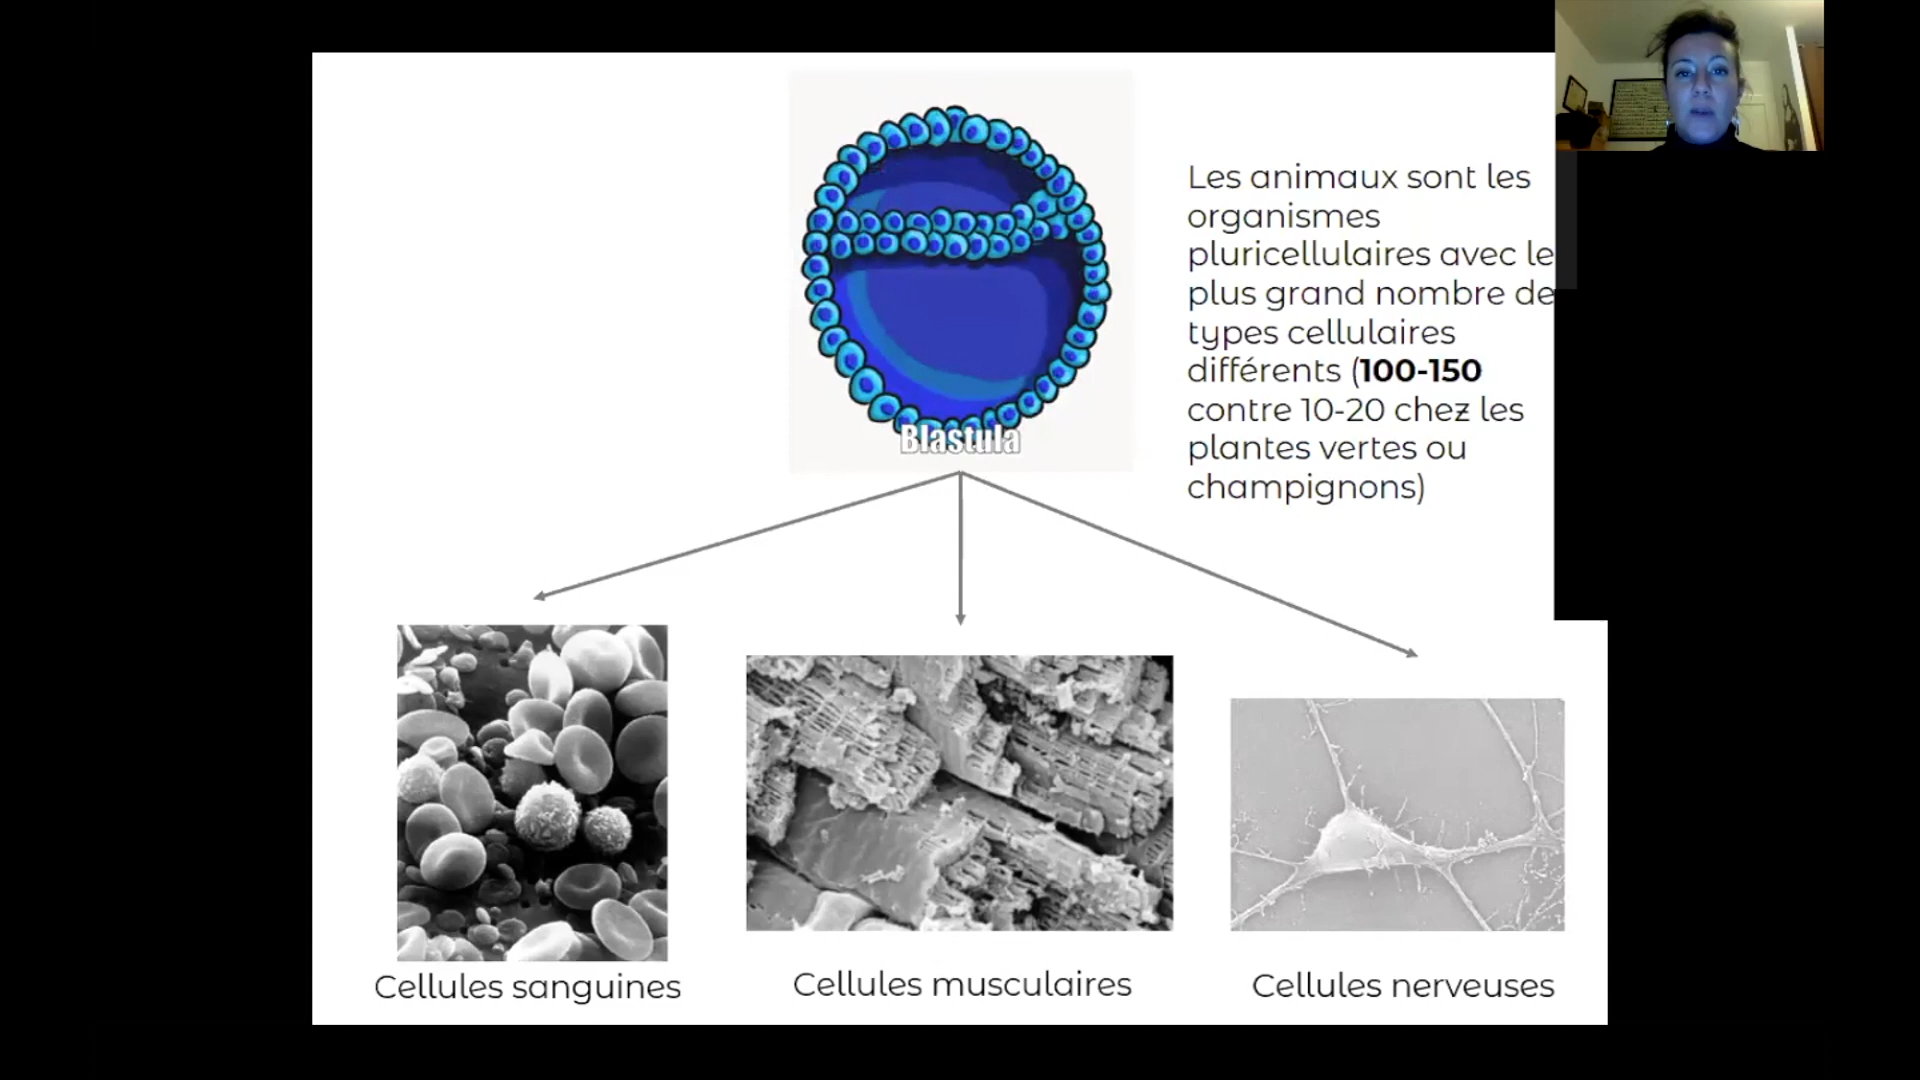 Blastula
Les animaux sont les
organismes
pluricellulaires avec le
plus grand nombre de
types cellulaires
différents (100-150
contre 10-20 chez les
plantes vertes ou
champignons)
Cellules sanguines
Cellules musculaires
Cellules nerveuses